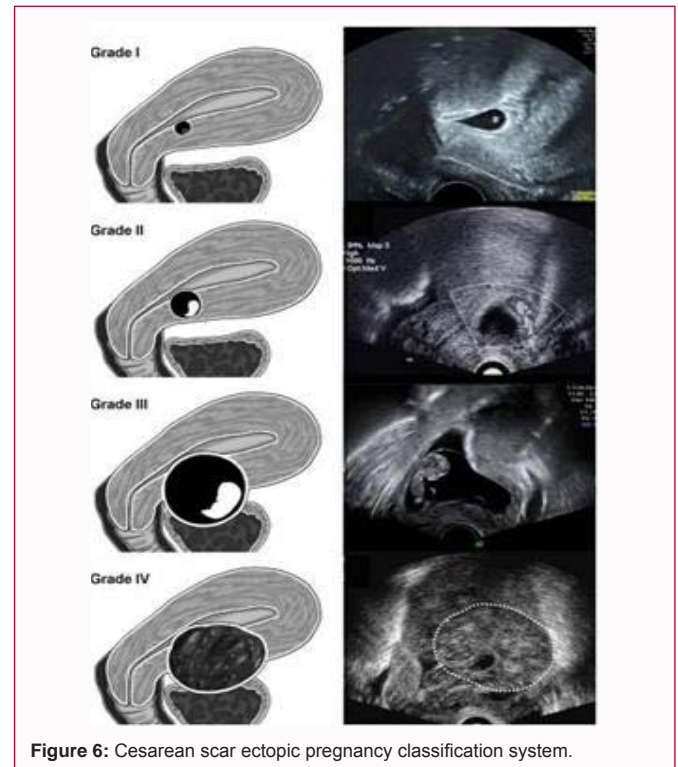 Grade I
Grade II
Grade III
Grade IV
Figure 6: Cesarean scar ectopic pregnancy classification system.